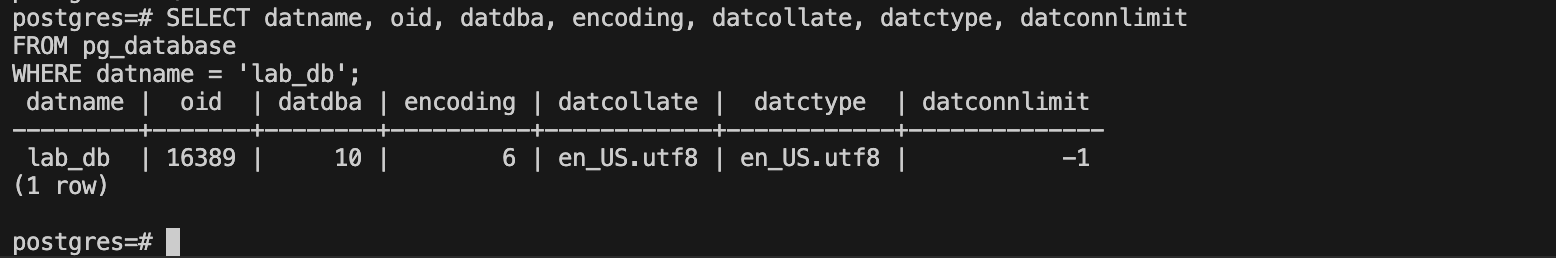 postgres=# SELECT datname, oid, datdba, encoding, datcollate, datctype, datconnlimit
FROM pg_database
WHERE datname = 'lab_db';
 datname |  oid  | datdba | encoding | datcollate |  datctype  | datconnlimit
---------+-------+--------+----------+------------+------------+--------------
 lab_db  | 16389 |     10 |        6 | en_US.utf8 | en_US.utf8 |           -1
(1 row)

postgres=#